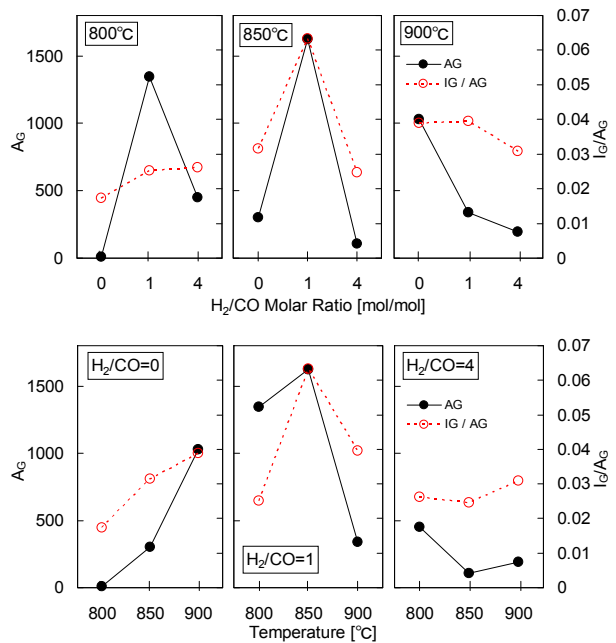 800℃
850℃
900℃
AG
IG / AG
1500
1000
500
0
A_G
0.07
0.06
0.05
0.04
0.03
0.02
0.01
0
I_G/A_G
0 1 4
0 1 4
0 1 4
H₂/CO Molar Ratio [mol/mol]
H₂/CO=0
H₂/CO=1
H₂/CO=4
AG
IG / AG
1500
1000
500
0
A_G
0.07
0.06
0.05
0.04
0.03
0.02
0.01
0
I_G/A_G
800 850 900
800 850 900
800 850 900
Temperature [℃]